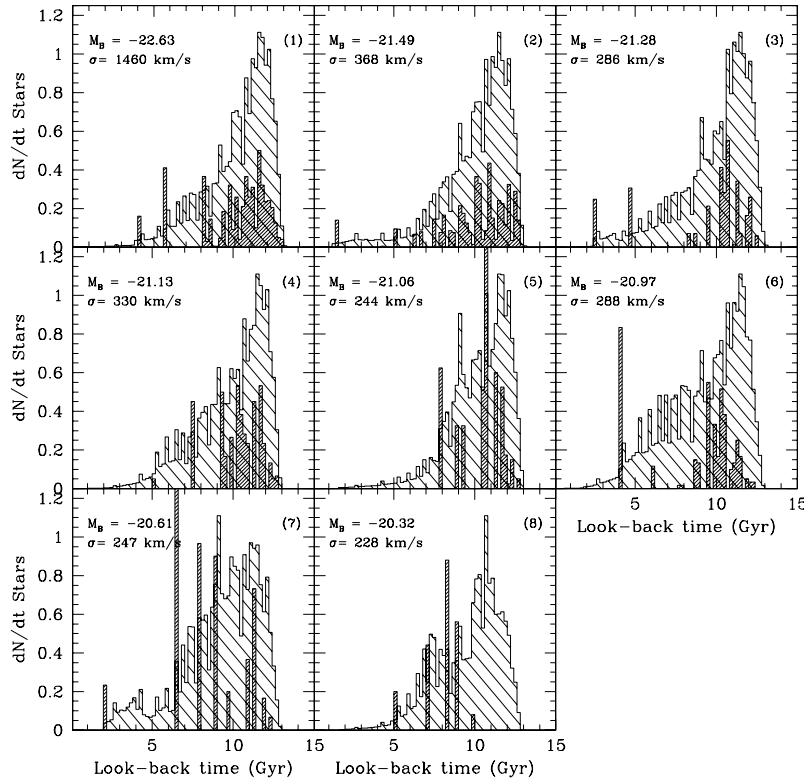 1.2
1
0.8
0.6
0.4
0.2
0
dN/dt Stars
M_B = -22.63 (1)
σ= 1460 km/s
M_B = -21.49 (2)
σ= 368 km/s
M_B = -21.28 (3)
σ= 286 km/s
1.2
1
0.8
0.6
0.4
0.2
0
dN/dt Stars
M_B = -21.13 (4)
σ= 330 km/s
M_B = -21.06 (5)
σ= 244 km/s
M_B = -20.97 (6)
σ= 288 km/s
5 10 15
Look-back time (Gyr)
1.2
1
0.8
0.6
0.4
0.2
0
dN/dt Stars
M_B = -20.61 (7)
σ= 247 km/s
M_B = -20.32 (8)
σ= 228 km/s
5 10 15 5 10 15
Look-back time (Gyr) Look-back time (Gyr)